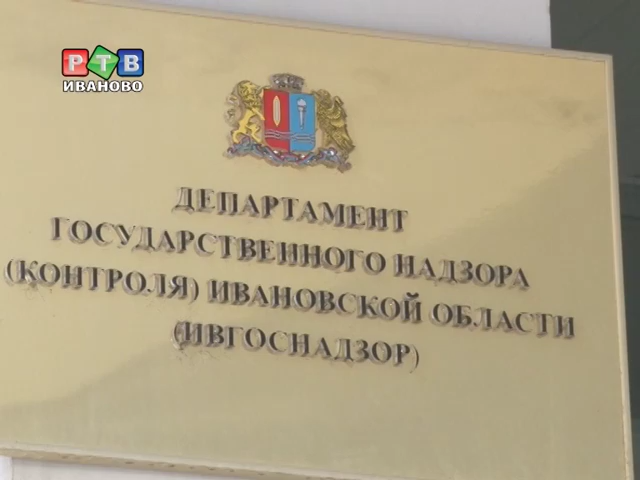 РТВ
ИВАНОВО
ДЕПАРТАМЕНТ
ГОСУДАРСТВЕННОГО НАДЗОРА
(КОНТРОЛЯ) ИВАНОВСКОЙ ОБЛАСТИ
(ИВГОСНАДЗОР)